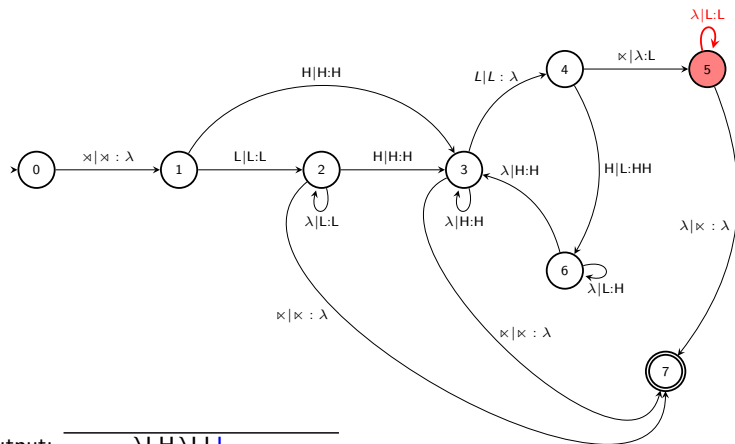 λ|L:L
4
⋉|λ:L
5
L|L : λ
H|H:H
0
⋊|⋊ : λ
1
L|L:L
2
H|H:H
3
λ|H:H
H|L:HH
λ|L:L
λ|H:H
λ|⋉ : λ
6
λ|L:H
⋉|⋉ : λ
⋉|⋉ : λ
7